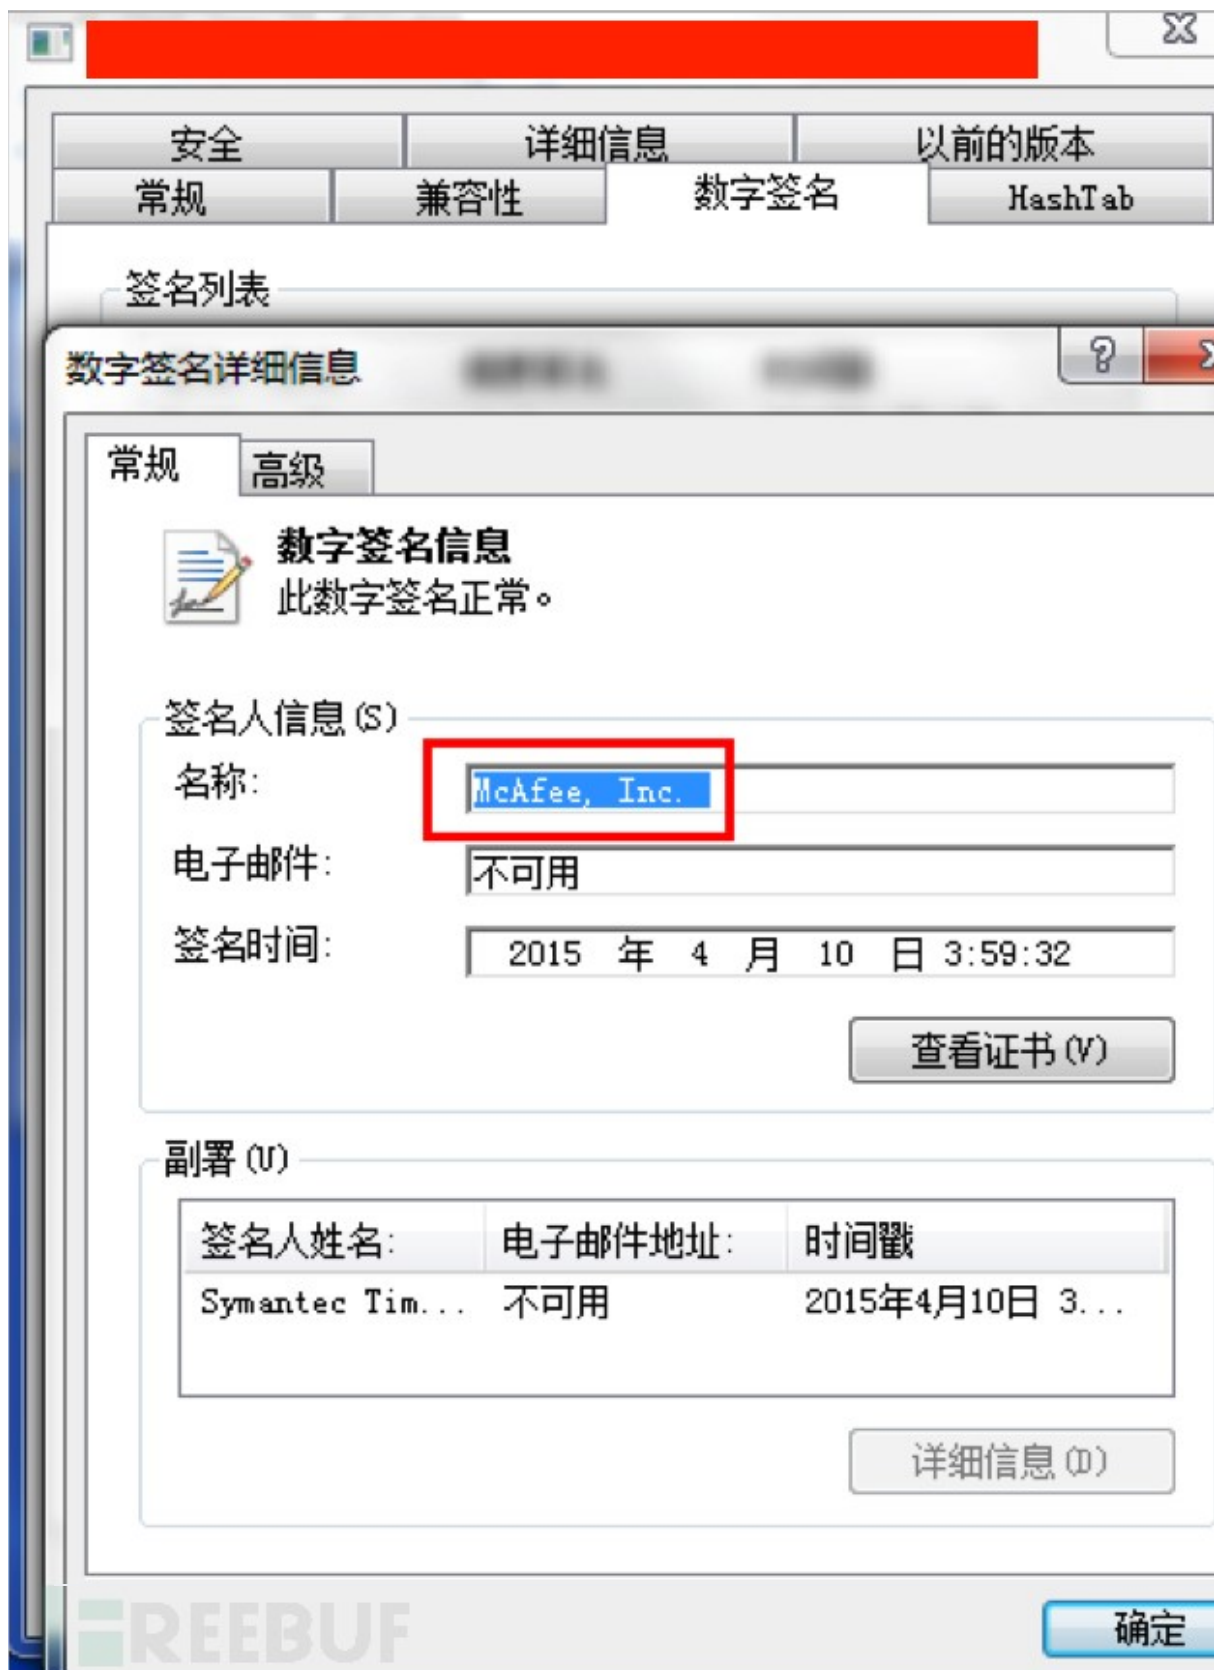 安全 详细信息 以前的版本
常规 兼容性 数字签名 HashTab
签名列表
数字签名详细信息
常规 高级
数字签名信息
此数字签名正常。
签名人信息(S)
名称: McAfee, Inc.
电子邮件: 不可用
签名时间: 2015 年 4 月 10 日 3:59:32
查看证书(V)
副署(U)
签名人姓名: 电子邮件地址: 时间戳
Symantec Tim... 不可用 2015年4月10日 3...
详细信息(D)
确定
FREEBUF